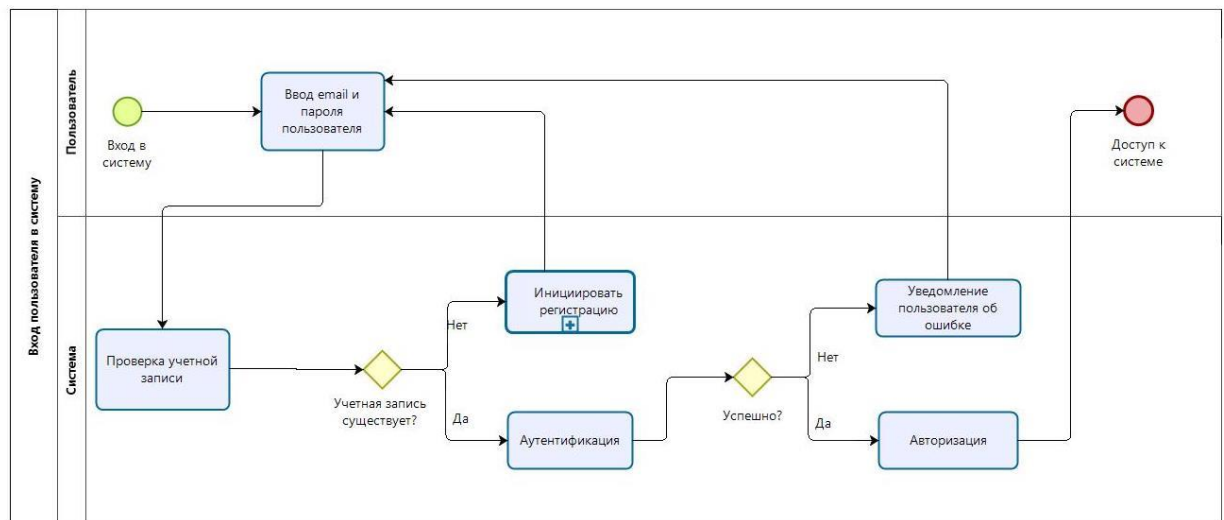 Вход пользователя в систему
Пользователь
Вход в
систему
Ввод email и
пароля
пользователя
Доступ к
системе
Система
Проверка учетной
записи
Учетная запись
существует?
Нет
Да
Инициировать
регистрацию
Аутентификация
Успешно?
Нет
Да
Уведомление
пользователя об
ошибке
Авторизация